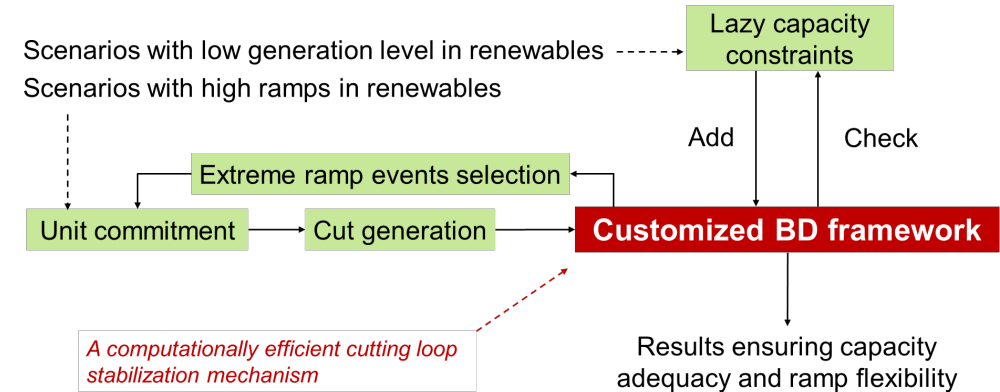 Scenarios with low generation level in renewables
Scenarios with high ramps in renewables
Lazy capacity
constraints
Add
Check
Extreme ramp events selection
Unit commitment
Cut generation
Customized BD framework
A computationally efficient cutting loop
stabilization mechanism
Results ensuring capacity
adequacy and ramp flexibility